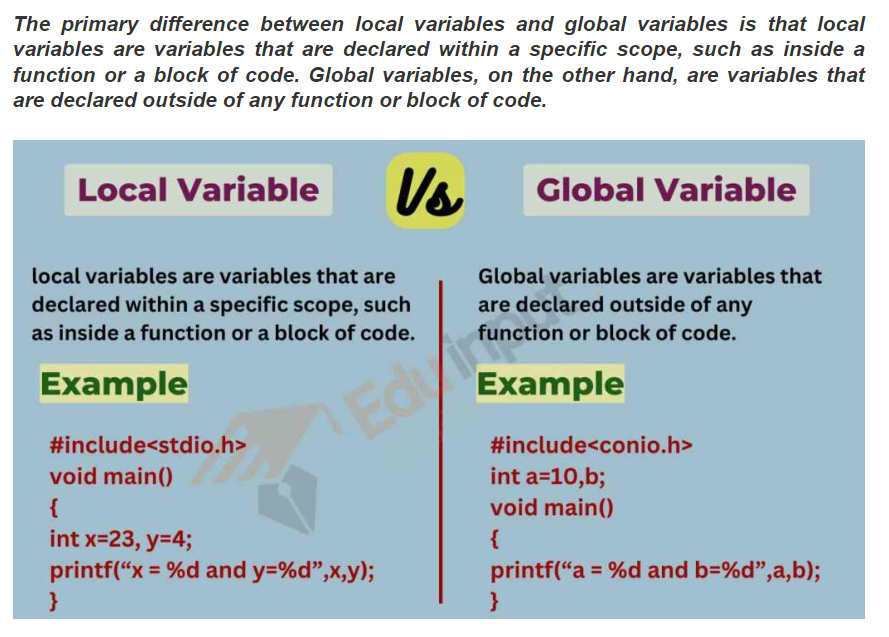 The primary difference between local variables and global variables is that local
variables are variables that are declared within a specific scope, such as inside a
function or a block of code. Global variables, on the other hand, are variables that
are declared outside of any function or block of code.
Local Variable
Vs
Global Variable
local variables are variables that are
declared within a specific scope, such
as inside a function or a block of code.
Example
#include<stdio.h>
void main()
{
int x=23, y=4;
printf(“x = %d and y=%d”,x,y);
}
Global variables are variables that
are declared outside of any
function or block of code.
Example
#include<conio.h>
int a=10,b;
void main()
{
printf(“a = %d and b=%d”,a,b);
}
Eduinput